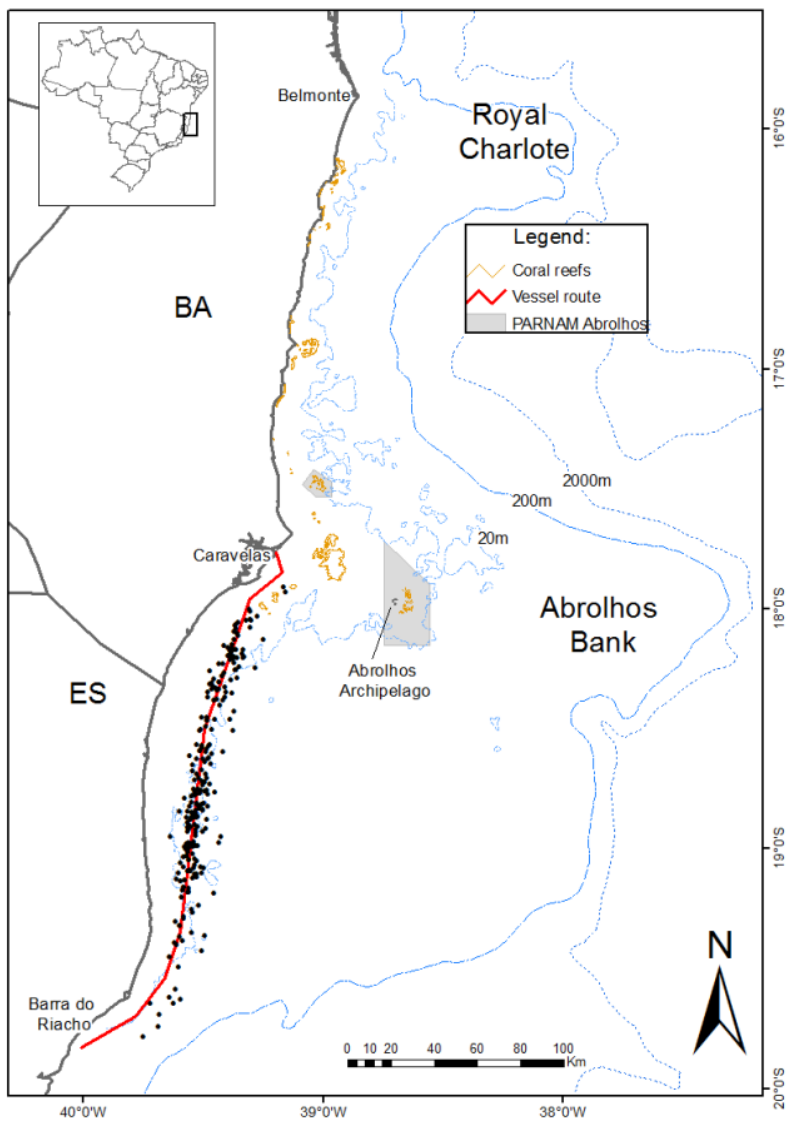 Belmonte
Royal
Charlote
16°0'S
Legend:
Coral reefs
Vessel route
PARNAM Abrolhos
BA
17°0'S
2000m
200m
20m
Caravelas
18°0'S
Abrolhos
Bank
Abrolhos
Archipelago
ES
19°0'S
N
Barra do
Riacho
0 10 20 40 60 80 100
Km
20°0'S
40°0'W 39°0'W 38°0'W